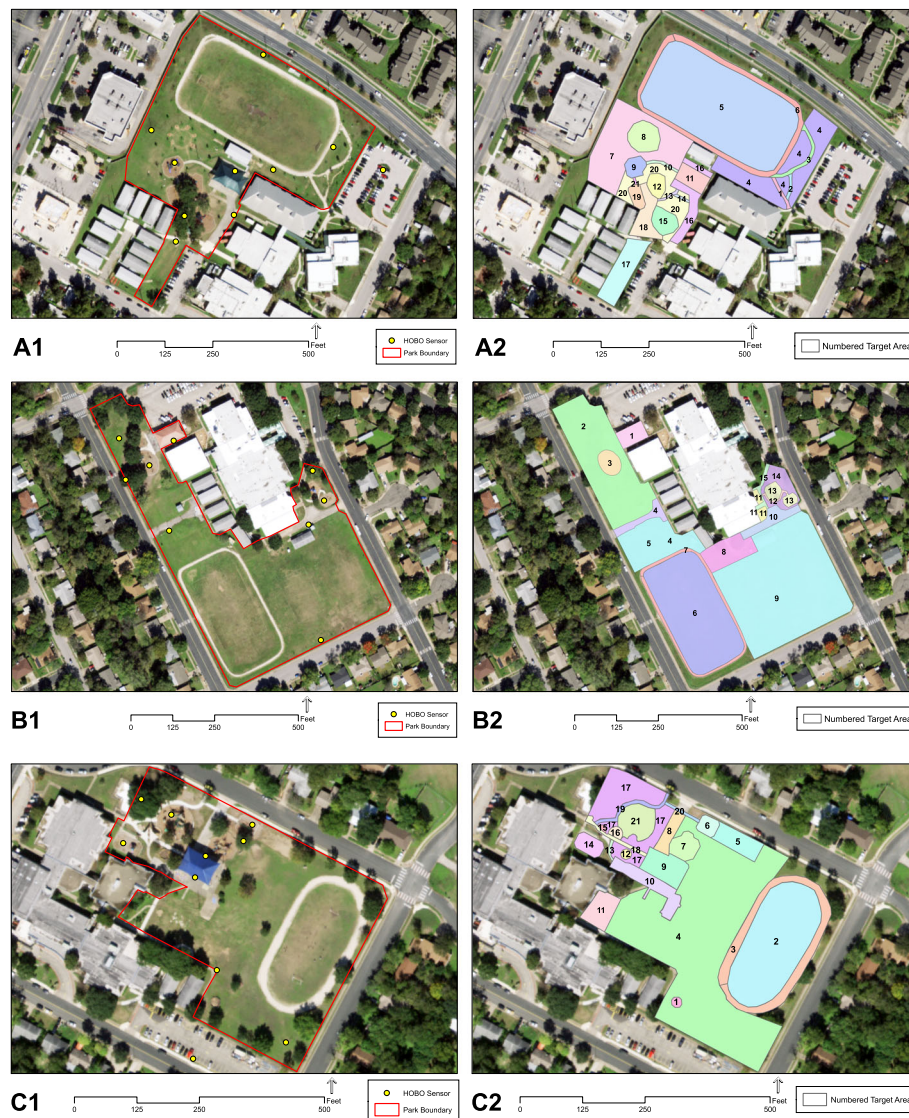 A1
0 125 250 500
Feet
HOBO Sensor
Park Boundary
5
6
4
8
4
3
7
16
9
20
10
11
4
4
2
1
21
12
20
19
13
14
20
15
16
18
17
A2
0 125 250 500
Feet
Numbered Target Area
B1
0 125 250 500
Feet
HOBO Sensor
Park Boundary
2
1
3
15
14
13
11
12
13
4
11
11
10
5
4
7
8
9
6
B2
0 125 250 500
Feet
Numbered Target Area
C1
0 125 250 500
Feet
HOBO Sensor
Park Boundary
17
19
20
21
17
6
15
17
16
8
5
14
13
12
18
17
7
9
10
11
4
3
2
1
C2
0 125 250 500
Feet
Numbered Target Area